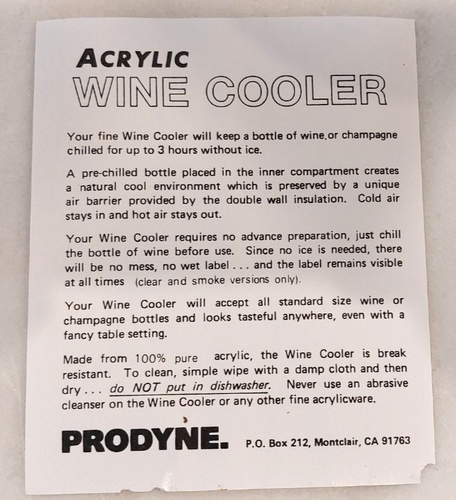 ACRYLIC
WINE COOLER
Your fine Wine Cooler will keep a bottle of wine or champagne
chilled for up to 3 hours without ice.
A pre-chilled bottle placed in the inner compartment creates
a natural cool environment which is preserved by a unique
air barrier provided by the double wall insulation. Cold air
stays in and hot air stays out.
Your Wine Cooler requires no advance preparation, just chill
the bottle of wine before use. Since no ice is needed, there
will be no mess, no wet label . . . and the label remains visible
at all times (clear and smoke versions only).
Your Wine Cooler will accept all standard size wine or
champagne bottles and looks tasteful anywhere, even with a
fancy table setting.
Made from 100% pure acrylic, the Wine Cooler is break
resistant. To clean, simple wipe with a damp cloth and then
dry . . . do NOT put in dishwasher. Never use an abrasive
cleanser on the Wine Cooler or any other fine acrylicware.
PRODYNE. P.O. Box 212, Montclair, CA 91763